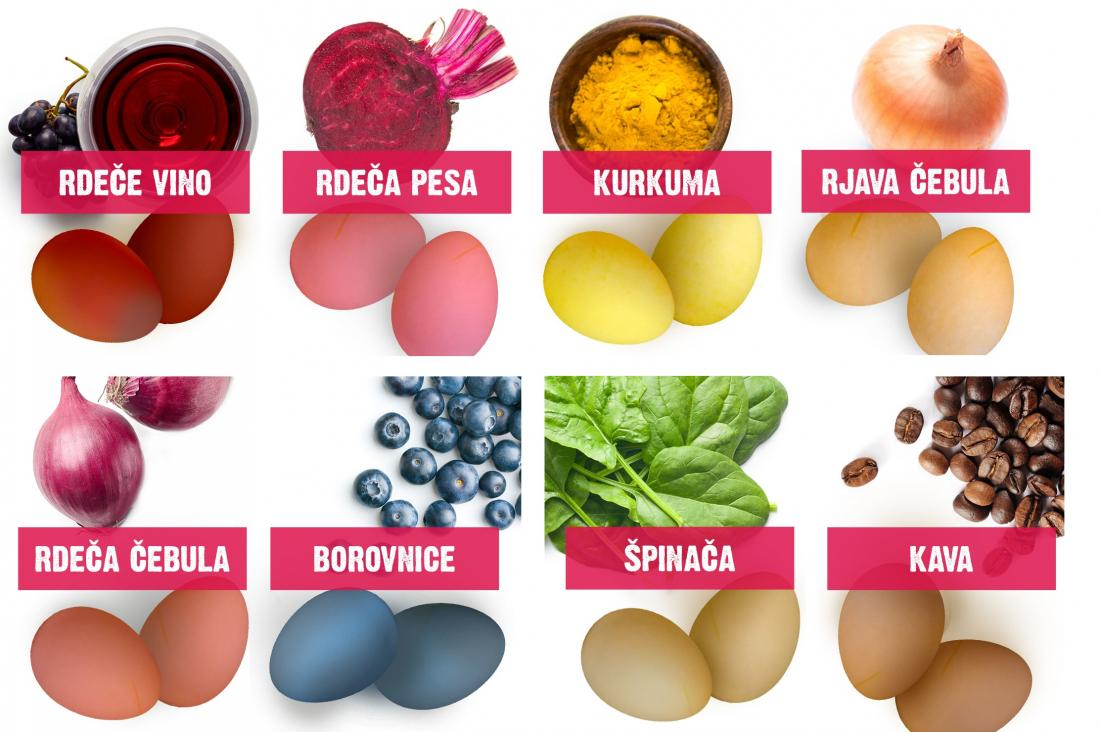 RDEČE VINO
RDEČA PESA
KURKUMA
RJAVA ČEBULA
RDEČA ČEBULA
BOROVNICE
ŠPINAČA
KAVA